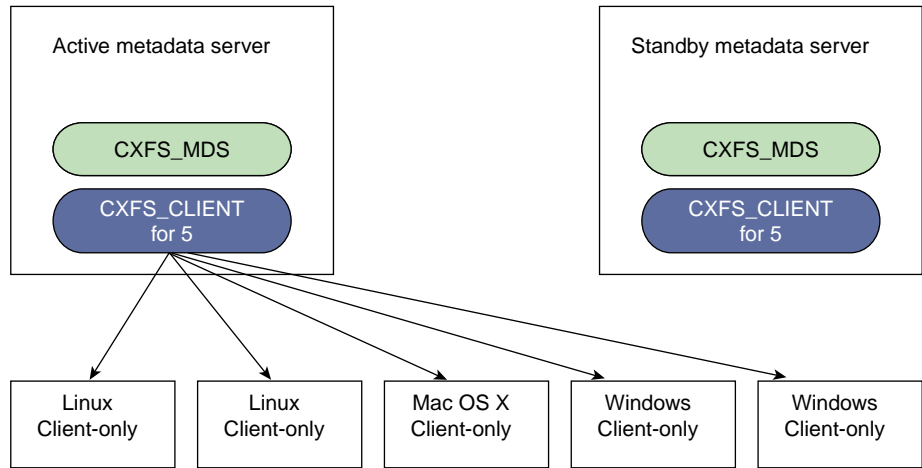 Active metadata server
CXFS_MDS
CXFS_CLIENT
for 5
Standby metadata server
CXFS_MDS
CXFS_CLIENT
for 5
Linux
Client-only
Linux
Client-only
Mac OS X
Client-only
Windows
Client-only
Windows
Client-only